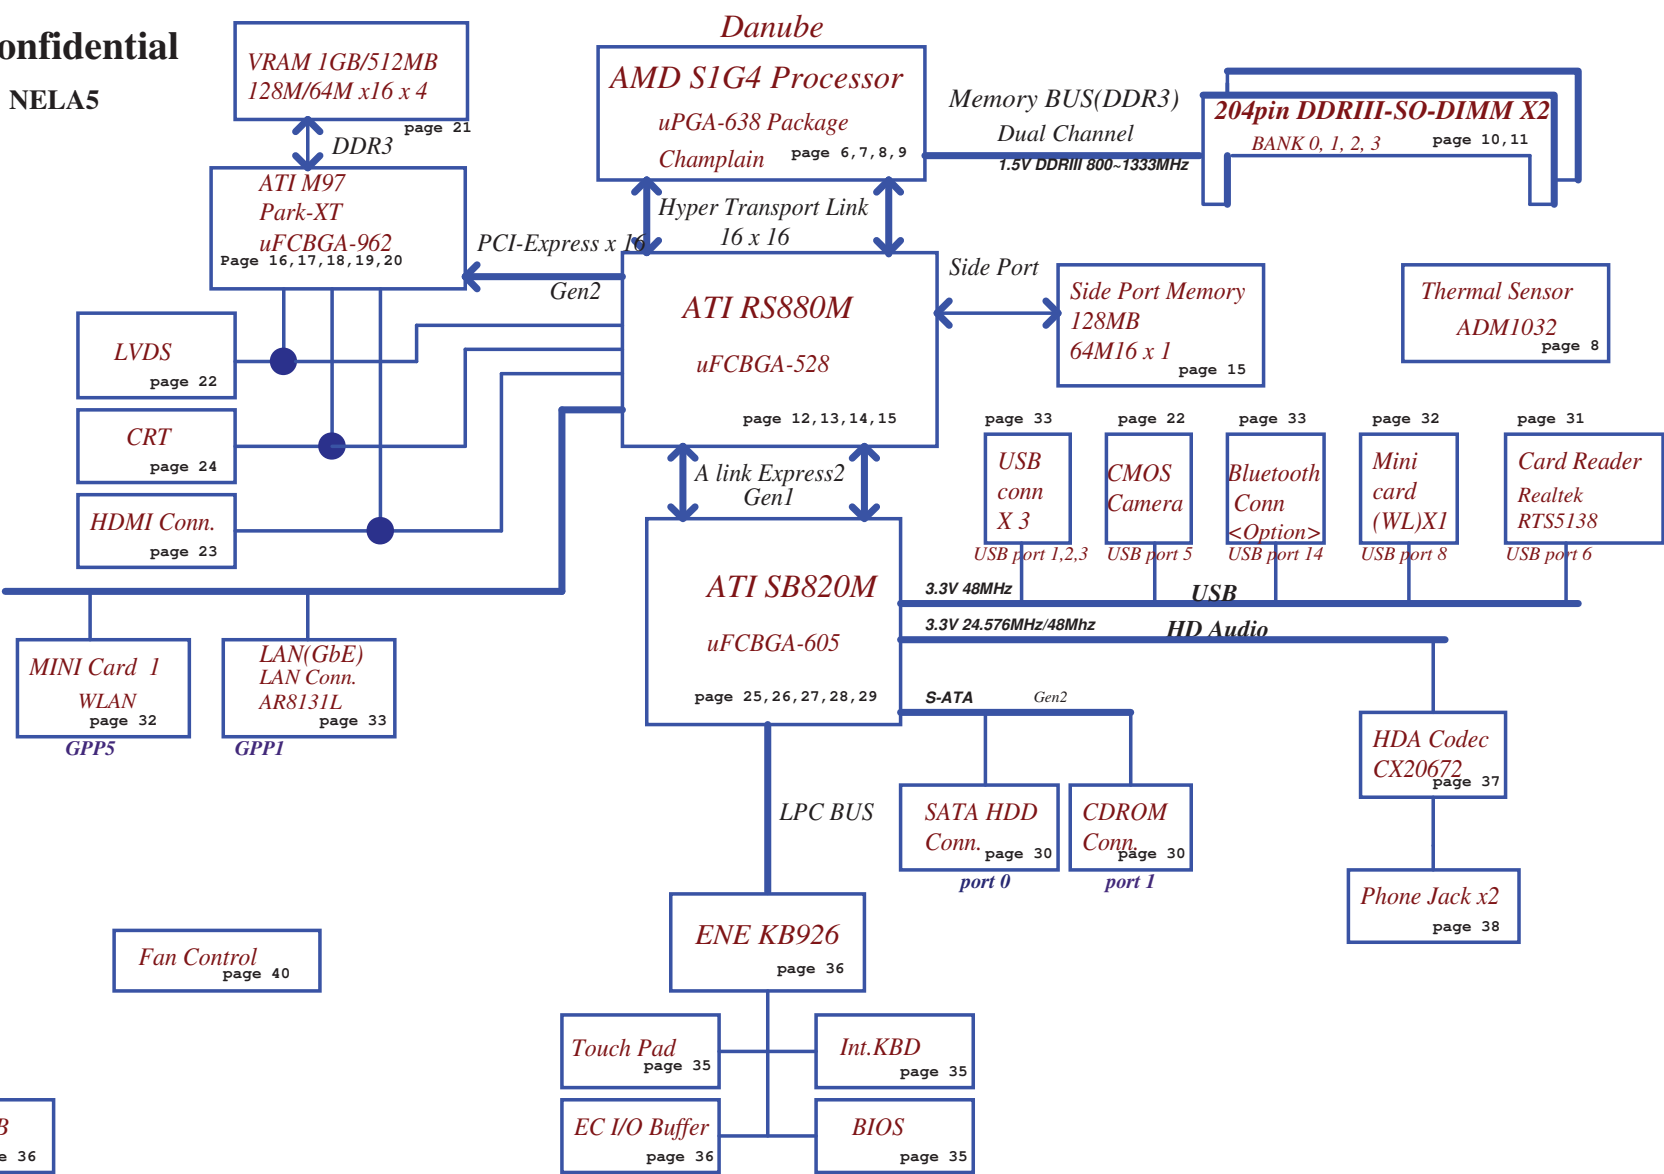 onfidential
NELA5
VRAM 1GB/512MB
128M/64M x16 x 4
page 21
DDR3
ATI M97
Park-XT
uFCBGA-962
Page 16,17,18,19,20
PCI-Express x 16
Gen2
Danube
AMD S1G4 Processor
uPGA-638 Package
Champlain
page 6,7,8,9
Memory BUS(DDR3)
Dual Channel
1.5V DDRIII 800~1333MHz
204pin DDRIII-SO-DIMM X2
BANK 0, 1, 2, 3
page 10,11
Hyper Transport Link
16 x 16
ATI RS880M
uFCBGA-528
page 12,13,14,15
Side Port
Side Port Memory
128MB
64M16 x 1
page 15
Thermal Sensor
ADM1032
page 8
LVDS
page 22
CRT
page 24
HDMI Conn.
page 23
A link Express2
Gen1
page 33
USB
conn
X 3
USB port 1,2,3
page 22
CMOS
Camera
USB port 5
page 33
Bluetooth
Conn
<Option>
USB port 14
page 32
Mini
card
(WL)X1
USB port 8
page 31
Card Reader
Realtek
RTS5138
USB port 6
ATI SB820M
uFCBGA-605
page 25,26,27,28,29
3.3V 48MHz
USB
3.3V 24.576MHz/48Mhz
HD Audio
S-ATA
Gen2
MINI Card 1
WLAN
page 32
GPP5
LAN(GbE)
LAN Conn.
AR8131L
page 33
GPP1
HDA Codec
CX20672
page 37
LPC BUS
SATA HDD
Conn.
page 30
port 0
CDROM
Conn.
page 30
port 1
Phone Jack x2
page 38
ENE KB926
page 36
Fan Control
page 40
Touch Pad
page 35
Int.KBD
page 35
EC I/O Buffer
page 36
BIOS
page 35
B
e 36